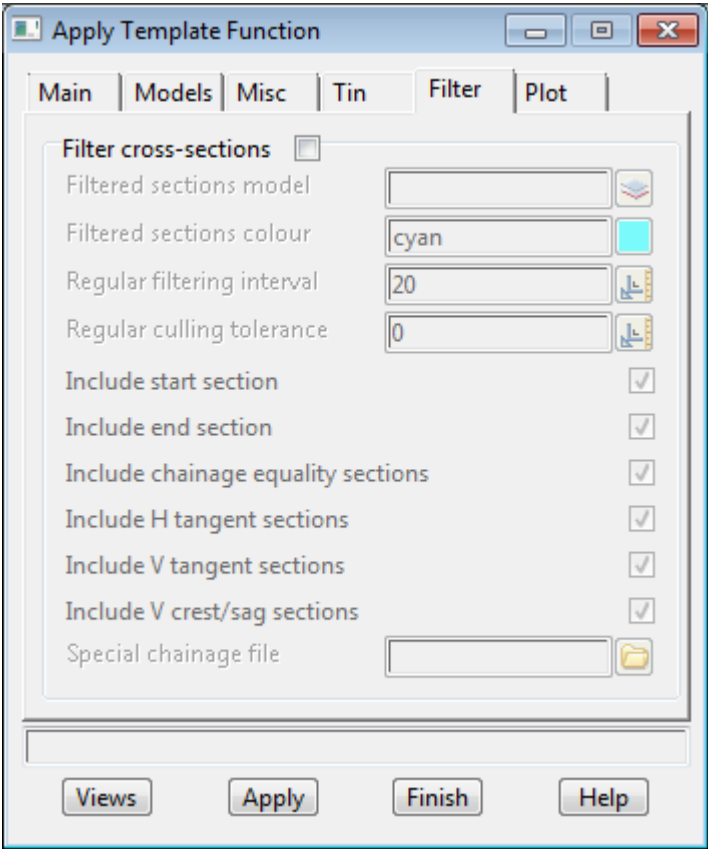 Apply Template Function
Main Models Misc Tin Filter Plot
Filter cross-sections
Filtered sections model
Filtered sections colour cyan
Regular filtering interval 20
Regular culling tolerance 0
Include start section
Include end section
Include chainage equality sections
Include H tangent sections
Include V tangent sections
Include V crest/sag sections
Special chainage file
Views Apply Finish Help